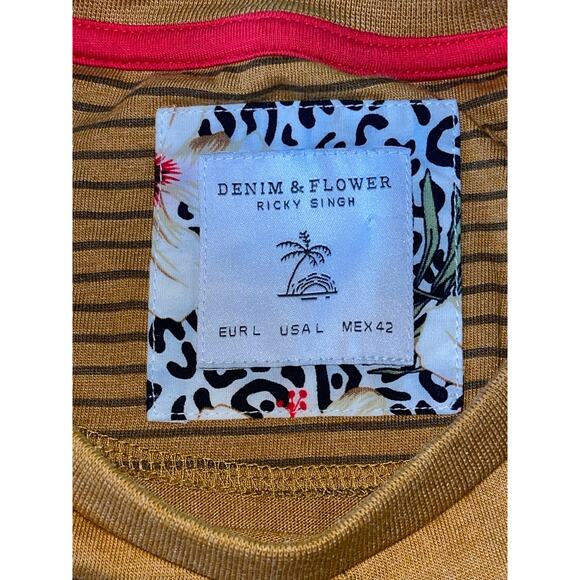 DENIM & FLOWER
RICKY SINGH
EUR L USA L MEX 42